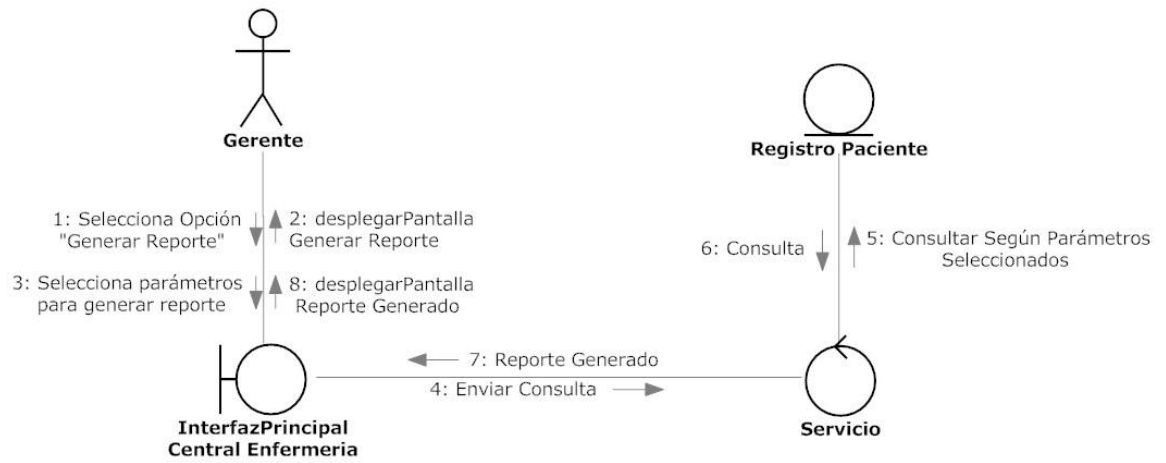 Gerente
Registro Paciente
1: Selecciona Opción
"Generar Reporte"
2: desplegarPantalla
Generar Reporte
3: Selecciona parámetros
para generar reporte
8: desplegarPantalla
Reporte Generado
6: Consulta
5: Consultar Según Parámetros
Seleccionados
7: Reporte Generado
4: Enviar Consulta
InterfazPrincipal
Central Enfermeria
Servicio